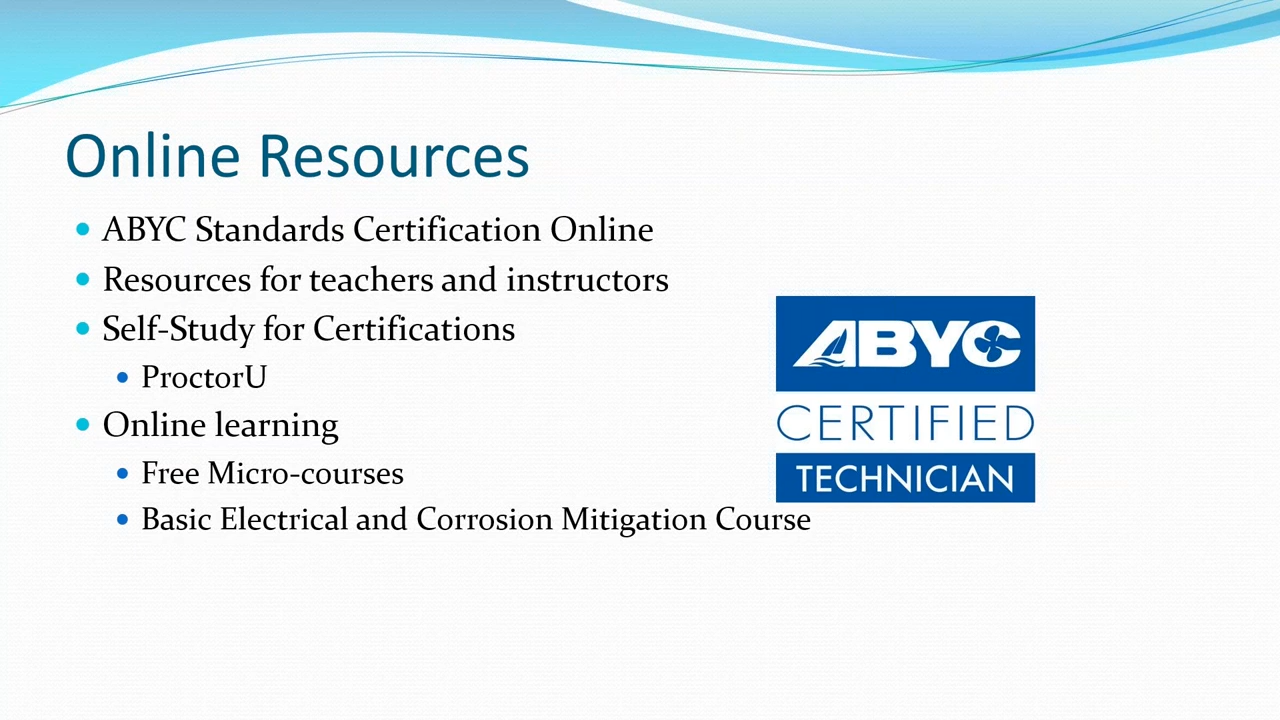 Online Resources
ABYC Standards Certification Online
Resources for teachers and instructors
Self-Study for Certifications
ProctorU
Online learning
Free Micro-courses
Basic Electrical and Corrosion Mitigation Course
ABYC
CERTIFIED
TECHNICIAN